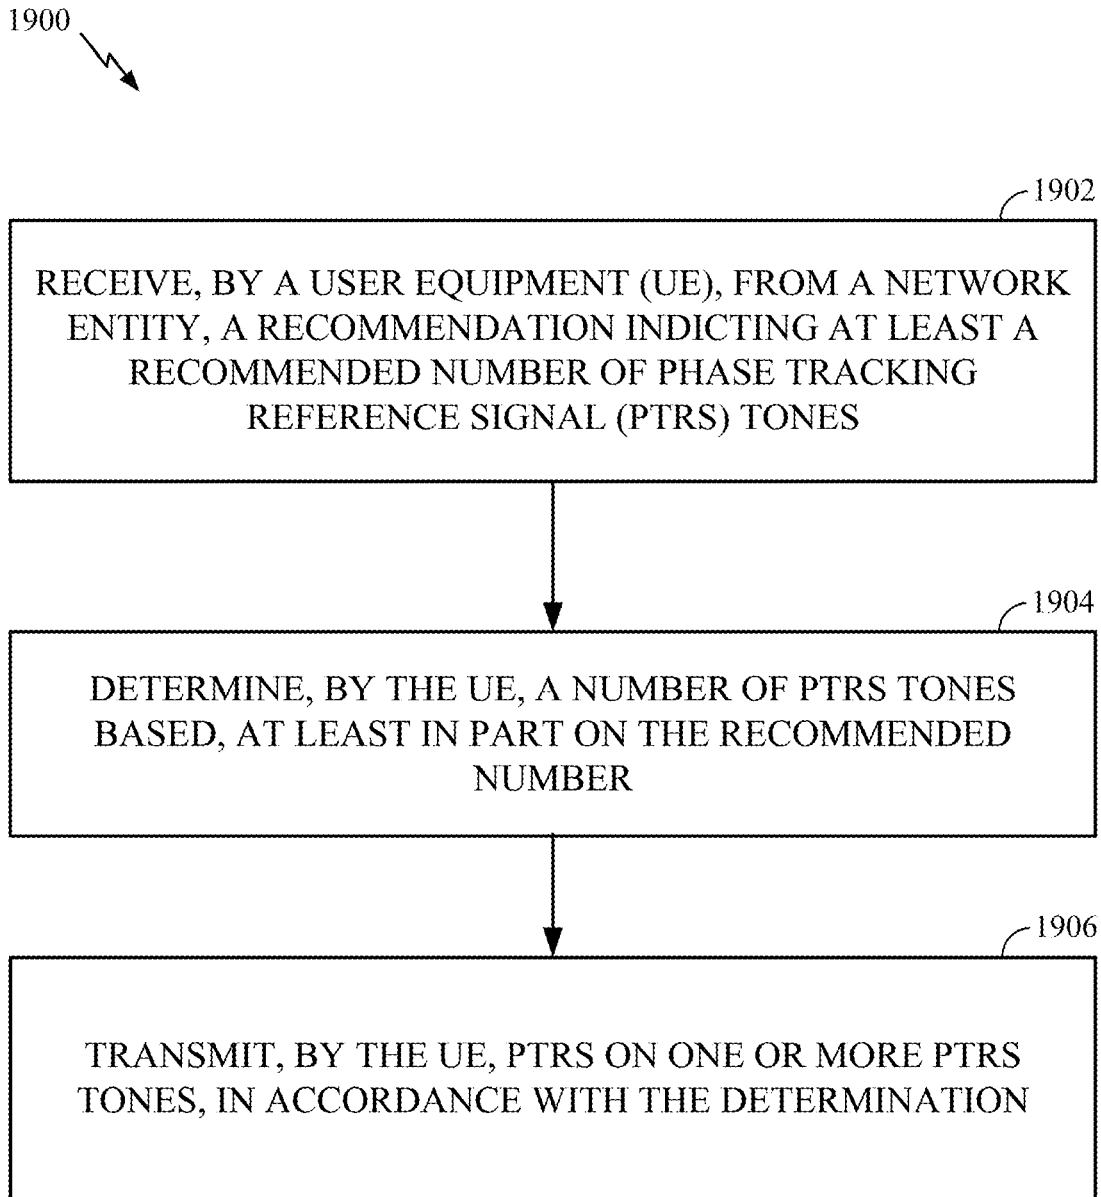 1900
1902
RECEIVE, BY A USER EQUIPMENT (UE), FROM A NETWORK
ENTITY, A RECOMMENDATION INDICTING AT LEAST A
RECOMMENDED NUMBER OF PHASE TRACKING
REFERENCE SIGNAL (PTRS) TONES
1904
DETERMINE, BY THE UE, A NUMBER OF PTRS TONES
BASED, AT LEAST IN PART ON THE RECOMMENDED
NUMBER
1906
TRANSMIT, BY THE UE, PTRS ON ONE OR MORE PTRS
TONES, IN ACCORDANCE WITH THE DETERMINATION